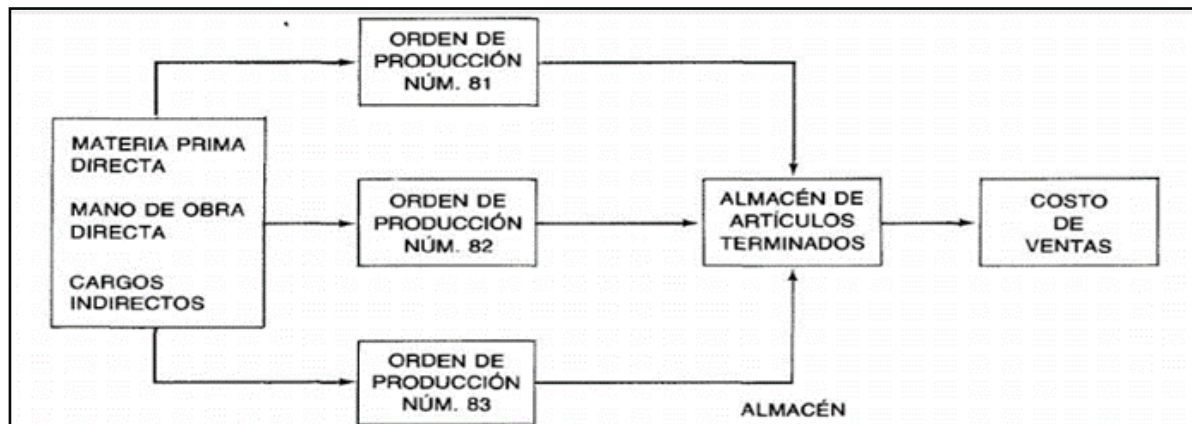 MATERIA PRIMA
DIRECTA
MANO DE OBRA
DIRECTA
CARGOS
INDIRECTOS
ORDEN DE
PRODUCCIÓN
NÚM. 81
ORDEN DE
PRODUCCIÓN
NÚM. 82
ORDEN DE
PRODUCCIÓN
NÚM. 83
ALMACÉN DE
ARTÍCULOS
TERMINADOS
COSTO
DE
VENTAS
ALMACÉN